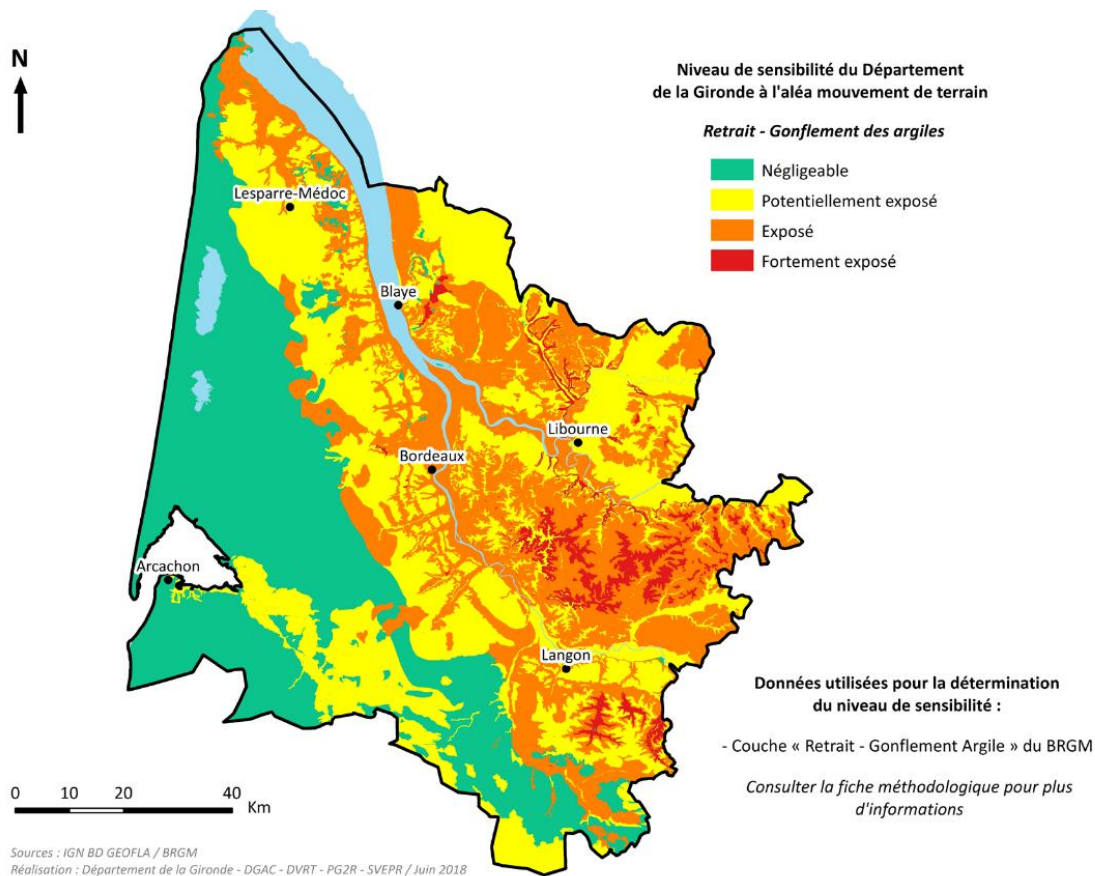 N
Niveau de sensibilité du Département
de la Gironde à l'aléa mouvement de terrain
Retrait - Gonflement des argiles
Négligeable
Potentiellement exposé
Exposé
Fortement exposé
Lesparre-Médoc
Blaye
Libourne
Bordeaux
Arcachon
Langon
Données utilisées pour la détermination
du niveau de sensibilité :
- Couche « Retrait - Gonflement Argile » du BRGM
Consulter la fiche méthodologique pour plus
d'informations
0 10 20 40
Km
Sources : IGN BD GEOFLA / BRGM
Réalisation : Département de la Gironde - DGAC - DVRT - PG2R - SVEPR / Juin 2018